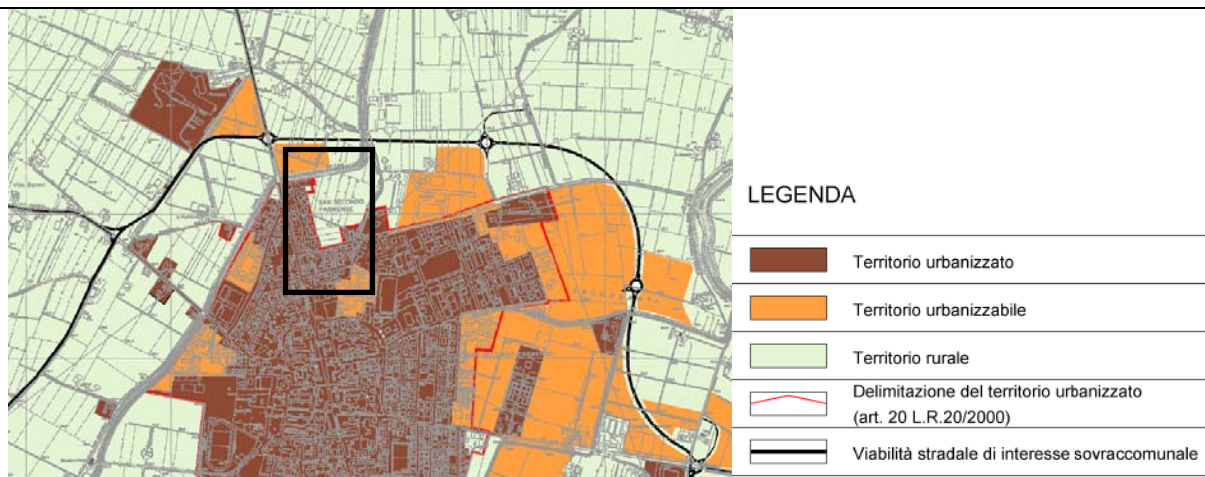 SAN SECONDO
PARMENSE
LEGENDA
Territorio urbanizzato
Territorio urbanizzabile
Territorio rurale
Delimitazione del territorio urbanizzato
(art. 20 L.R.20/2000)
Viabilità stradale di interesse sovraccomunale